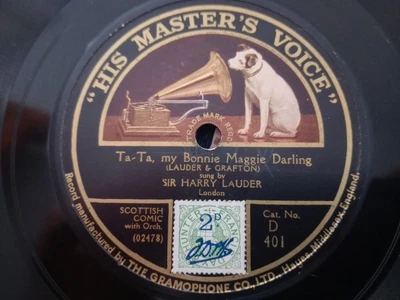 "HIS MASTER'S VOICE"
TRADE MARK REGD
Ta-Ta, my Bonnie Maggie Darling
(LAUDER & GRAFTON)
sung by
SIR HARRY LAUDER
London
SCOTTISH
COMIC
with Orch.
(02478)
2D
Cat. No.
D
401
Record manufactured by THE GRAMOPHONE CO., LTD., Hayes, Middlesex, England.